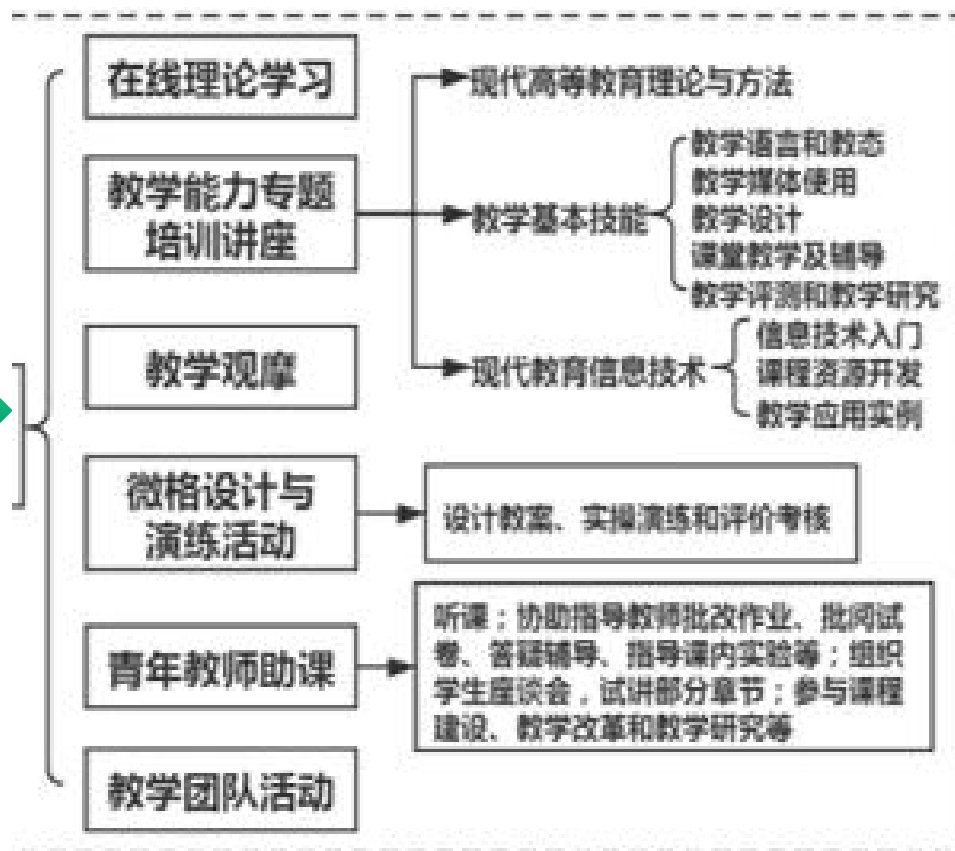 在线理论学习
现代高等教育理论与方法
教学能力专题
培训讲座
教学基本技能
教学语言和教态
教学媒体使用
教学设计
课堂教学及辅导
教学评测和教学研究
教学观摩
现代教育信息技术
信息技术入门
课程资源开发
教学应用实例
微格设计与
演练活动
设计教案、实操演练和评价考核
青年教师助课
听课；协助指导教师批改作业、批阅试
卷、答疑辅导、指导课内实验等；组织
学生座谈会，试讲部分章节；参与课程
建设、教学改革和教学研究等
教学团队活动